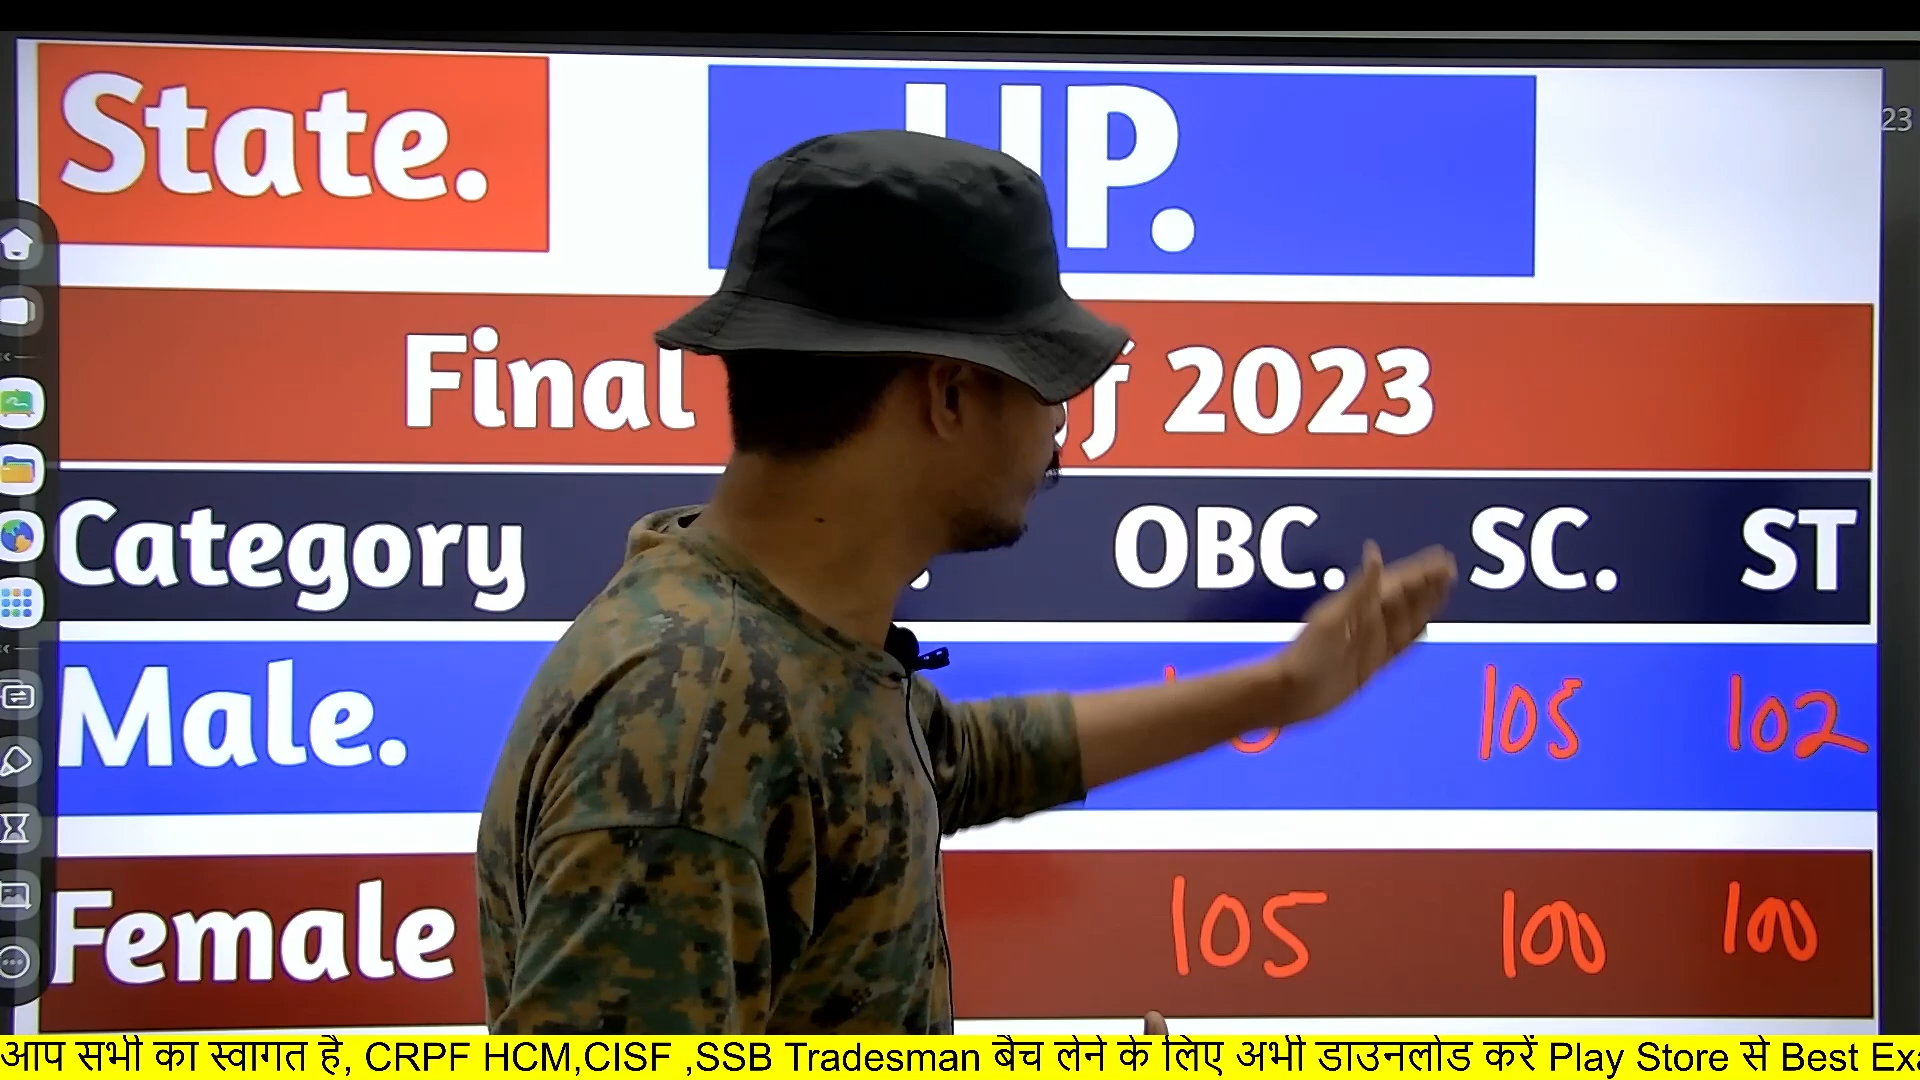 State. UP.
23
Final 2023
Category OBC. SC. ST
Male. 105 102
Female 105 100 100
आप सभी का स्वागत है, CRPF HCM,CISF ,SSB Tradesman बैच लेने के लिए अभी डाउनलोड करें Play Store से Best